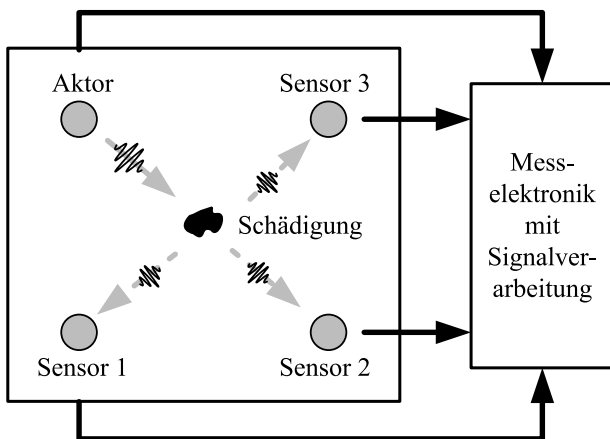 Aktor
Sensor 3
Schädigung
Sensor 1
Sensor 2
Mess-
elektronik
mit
Signalver-
arbeitung